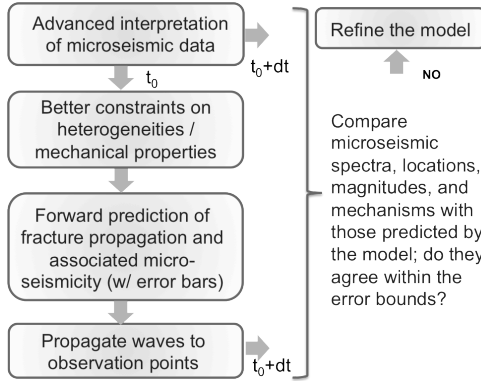 Advanced interpretation
of microseismic data
t0+dt
t0
Better constraints on
heterogeneities /
mechanical properties
Forward prediction of
fracture propagation and
associated micro-
seismicity (w/ error bars)
Propagate waves to
observation points
t0+dt
Refine the model
NO
Compare
microseismic
spectra, locations,
magnitudes, and
mechanisms with
those predicted by
the model; do they
agree within the
error bounds?